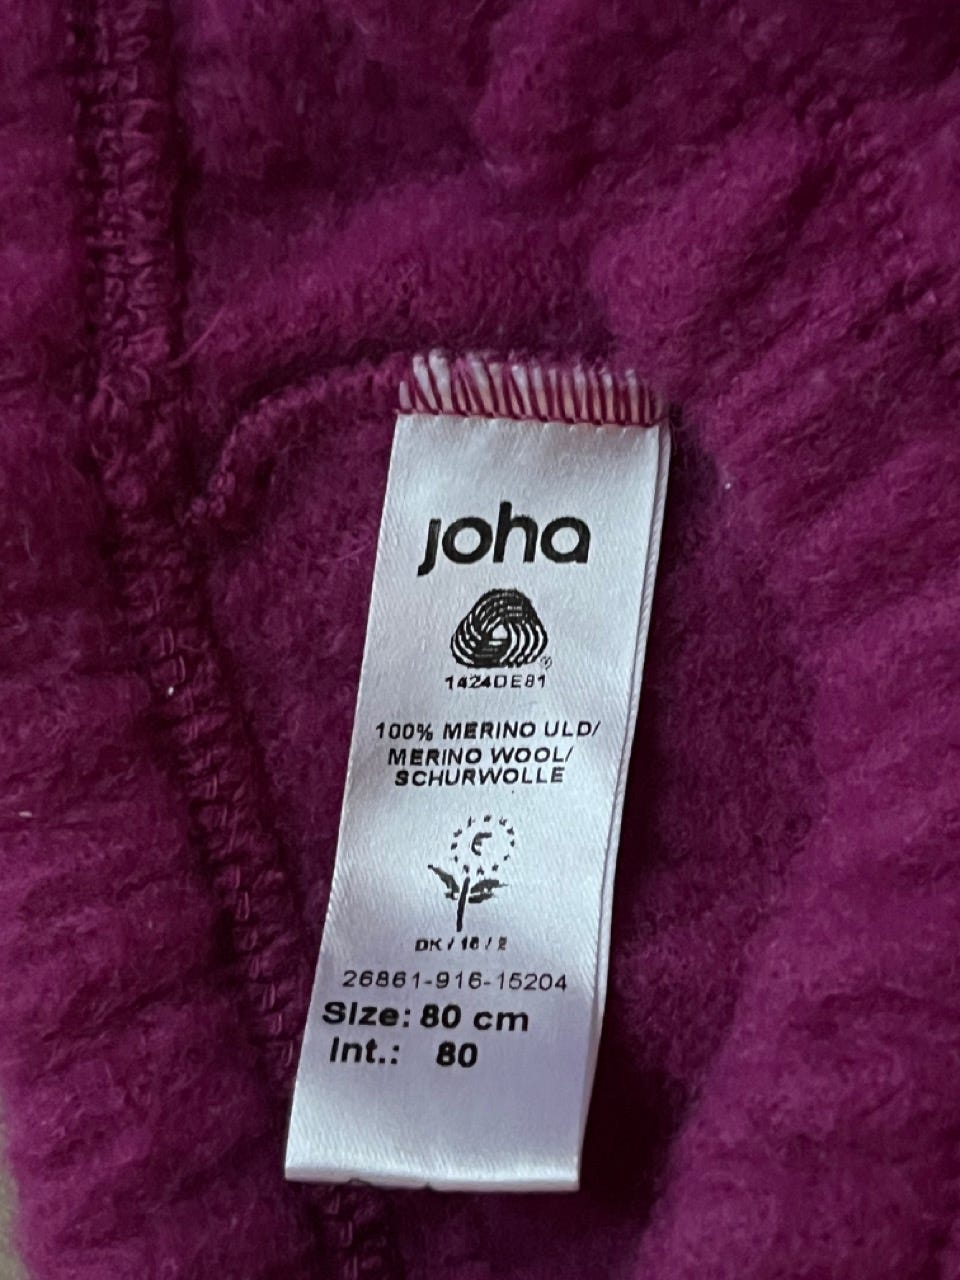 joha
1424DE81
100% MERINO ULD/
MERINO WOOL/
SCHURWOLLE
DK / 16 / 2
26861-916-15204
Size: 80 cm
Int.: 80